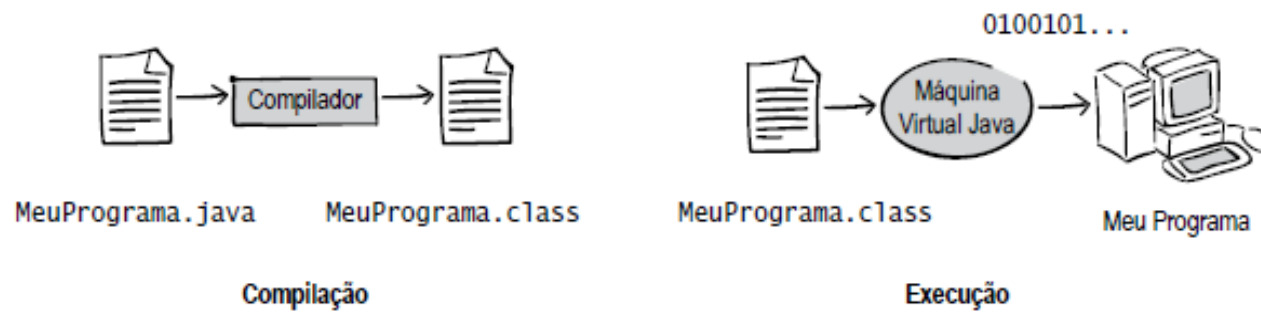 0100101...
Compilador
Máquina
Virtual Java
MeuPrograma.java
MeuPrograma.class
MeuPrograma.class
Meu Programa
Compilação
Execução